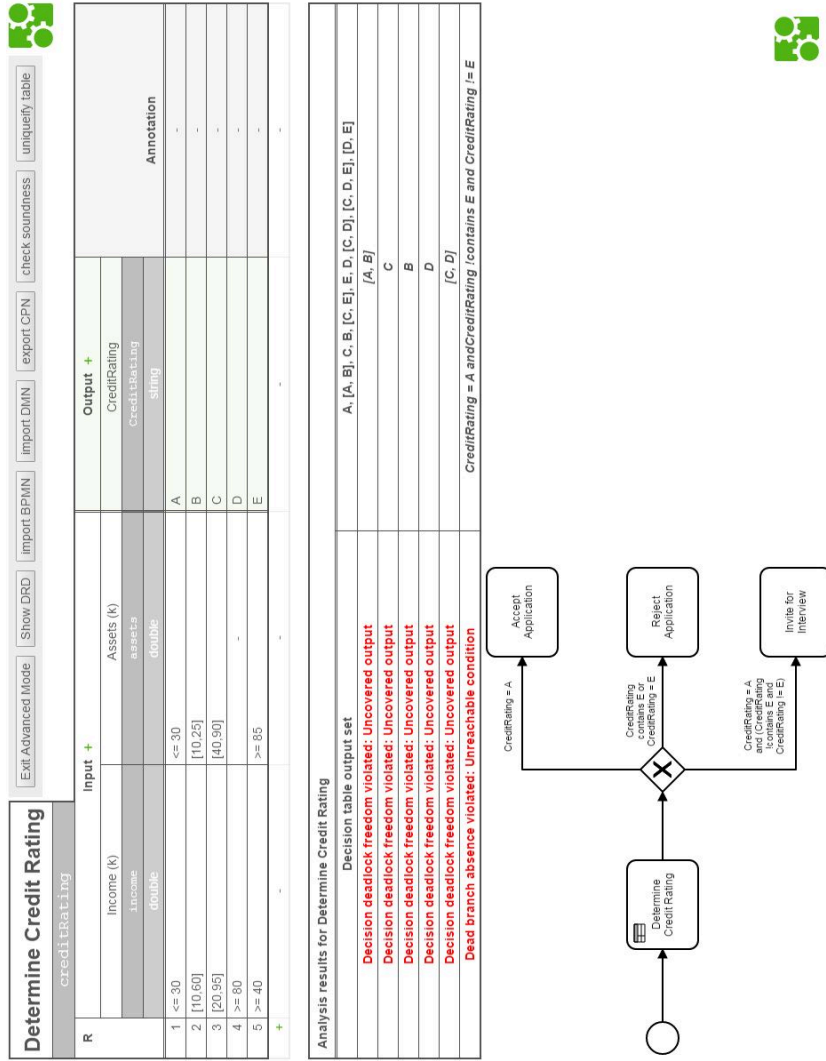 Determine Credit Rating
Exit Advanced Mode Show DRD import BPMN import DMN export CPN check soundness uniqueify table
creditRating
R Input + Output + Annotation
Income (k) Assets (k) CreditRating
income assets CreditRating
double double string
1 <= 30 <= 30 A -
2 [10,60] [10,25] B -
3 [20,95] [40,90] C -
4 >= 80 - D -
5 >= 40 >= 85 E -
+ - - - -
Analysis results for Determine Credit Rating
Decision table output set A, [A, B], C, B, [C, E], E, D, [C, D], [C, D, E], [D, E]
Decision deadlock freedom violated: Uncovered output [A, B]
Decision deadlock freedom violated: Uncovered output C
Decision deadlock freedom violated: Uncovered output B
Decision deadlock freedom violated: Uncovered output D
Decision deadlock freedom violated: Uncovered output [C, D]
Dead branch absence violated: Unreachable condition CreditRating = A andCreditRating !contains E and CreditRating != E
CreditRating = A
Accept
Application
Determine
Credit Rating
X
CreditRating
contains E or
CreditRating = E
Reject
Application
CreditRating = A
and (CreditRating
!contains E and
CreditRating != E)
Invite for
Interview